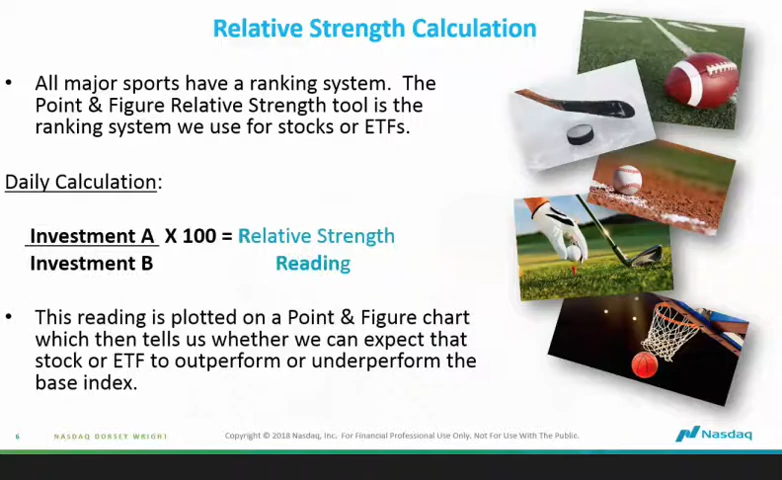 Relative Strength Calculation
• All major sports have a ranking system. The
Point & Figure Relative Strength tool is the
ranking system we use for stocks or ETFs.
Daily Calculation:
Investment A X 100 = Relative Strength
Investment B Reading
• This reading is plotted on a Point & Figure chart
which then tells us whether we can expect that
stock or ETF to outperform or underperform the
base index.
6 NASDAQ DORSEY WRIGHT Copyright © 2018 Nasdaq, Inc. For Financial Professional Use Only. Not For Use With The Public. Nasdaq